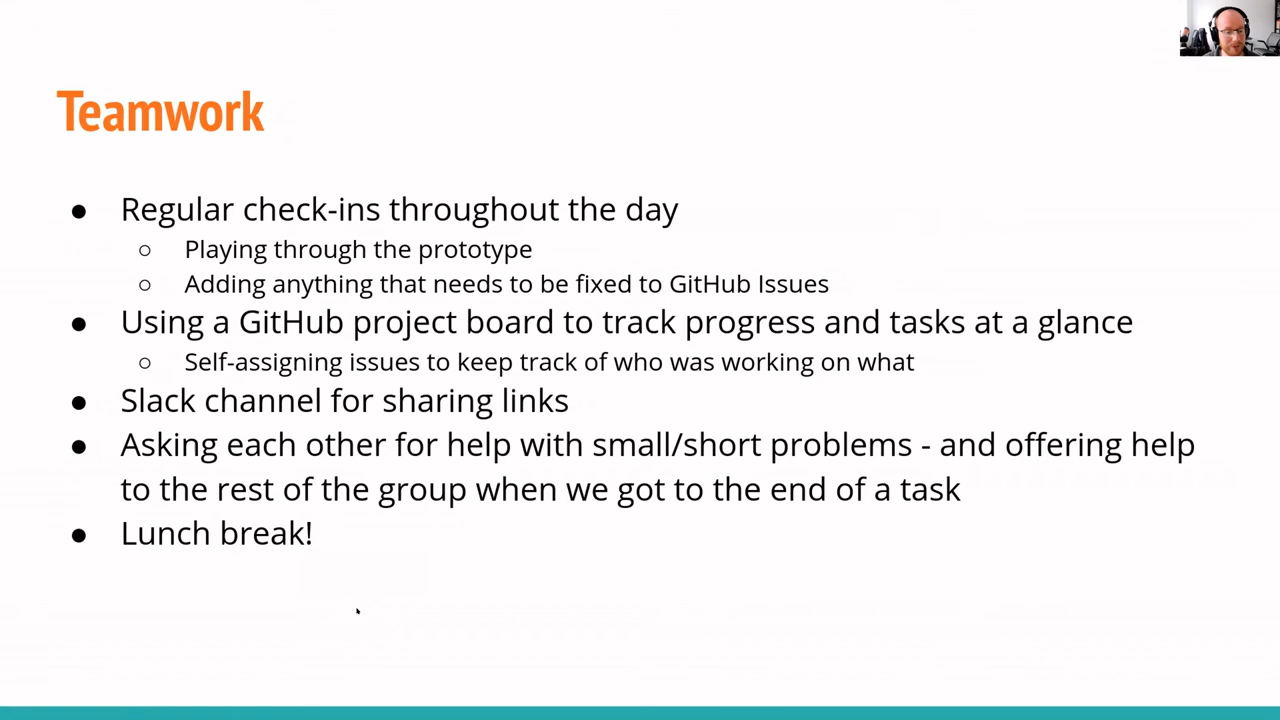 Teamwork
● Regular check-ins throughout the day
○ Playing through the prototype
○ Adding anything that needs to be fixed to GitHub Issues
● Using a GitHub project board to track progress and tasks at a glance
○ Self-assigning issues to keep track of who was working on what
● Slack channel for sharing links
● Asking each other for help with small/short problems - and offering help
to the rest of the group when we got to the end of a task
● Lunch break!